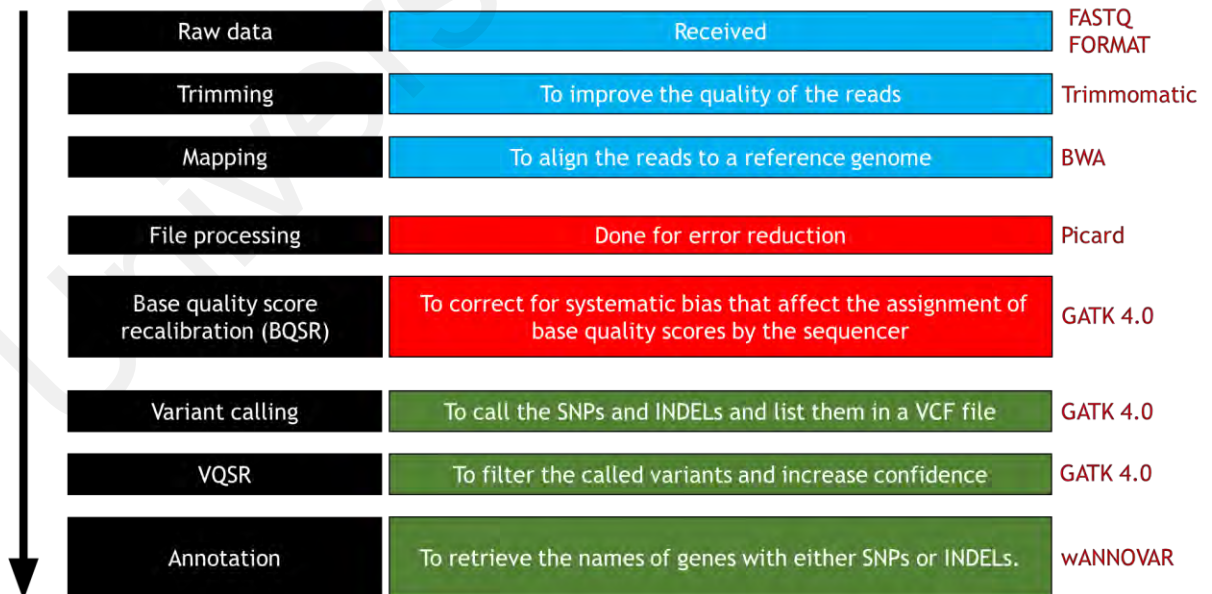 Raw data
Received
FASTQ
FORMAT
Trimming
To improve the quality of the reads
Trimmomatic
Mapping
To align the reads to a reference genome
BWA
File processing
Done for error reduction
Picard
Base quality score
recalibration (BQSR)
To correct for systematic bias that affect the assignment of
base quality scores by the sequencer
GATK 4.0
Variant calling
To call the SNPs and INDELs and list them in a VCF file
GATK 4.0
VQSR
To filter the called variants and increase confidence
GATK 4.0
Annotation
To retrieve the names of genes with either SNPs or INDELs.
wANNOVAR
Univers